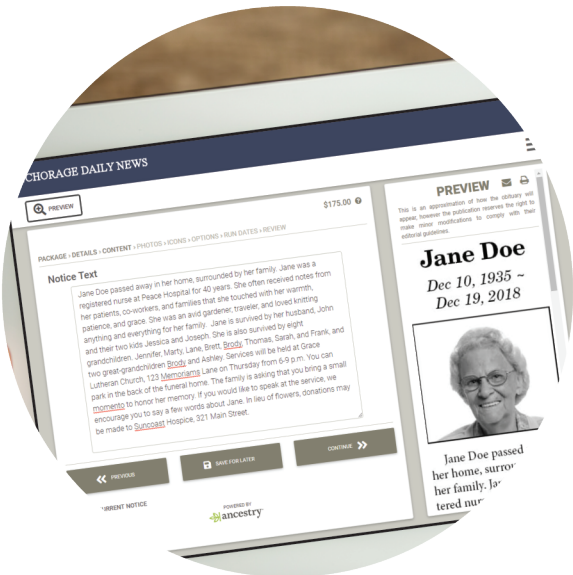 CHORAGE DAILY NEWS
PREVIEW
$175.00
PACKAGE › DETAILS › CONTENT › PHOTOS › ICONS › OPTIONS › RUN DATES › REVIEW
Notice Text
Jane Doe passed away in her home, surrounded by her family. Jane was a
registered nurse at Peace Hospital for 40 years. She often received notes from
her patients, co-workers, and families that she touched with her warmth,
patience, and grace. She was an avid gardener, traveler, and loved knitting
anything and everything for her family.  Jane is survived by her husband, John
and their two kids Jessica and Joseph. She is also survived by eight
grandchildren. Jennifer, Marty, Lane, Brett, Brody, Thomas, Sarah, and Frank, and
two great-grandchildren Brody and Ashley. Services will be held at Grace
Lutheran Church, 123 Memoriams Lane on Thursday from 6-9 p.m. You can
park in the back of the funeral home. The family is asking that you bring a small
momento to honor her memory. If you would like to speak at the service, we
encourage you to say a few words about Jane. In lieu of flowers, donations may
be made to Suncoast Hospice, 321 Main Street.
PREVIOUS
SAVE FOR LATER
CONTINUE
URRENT NOTICE
POWERED BY
ancestry
PREVIEW
This is an approximation of how the obituary will
appear, however the publication reserves the right to
make minor modifications to comply with their
editorial guidelines.
Jane Doe
Dec 10, 1935 ~
Dec 19, 2018
Jane Doe passed
her home, surrou
her family. Jar
tered nur